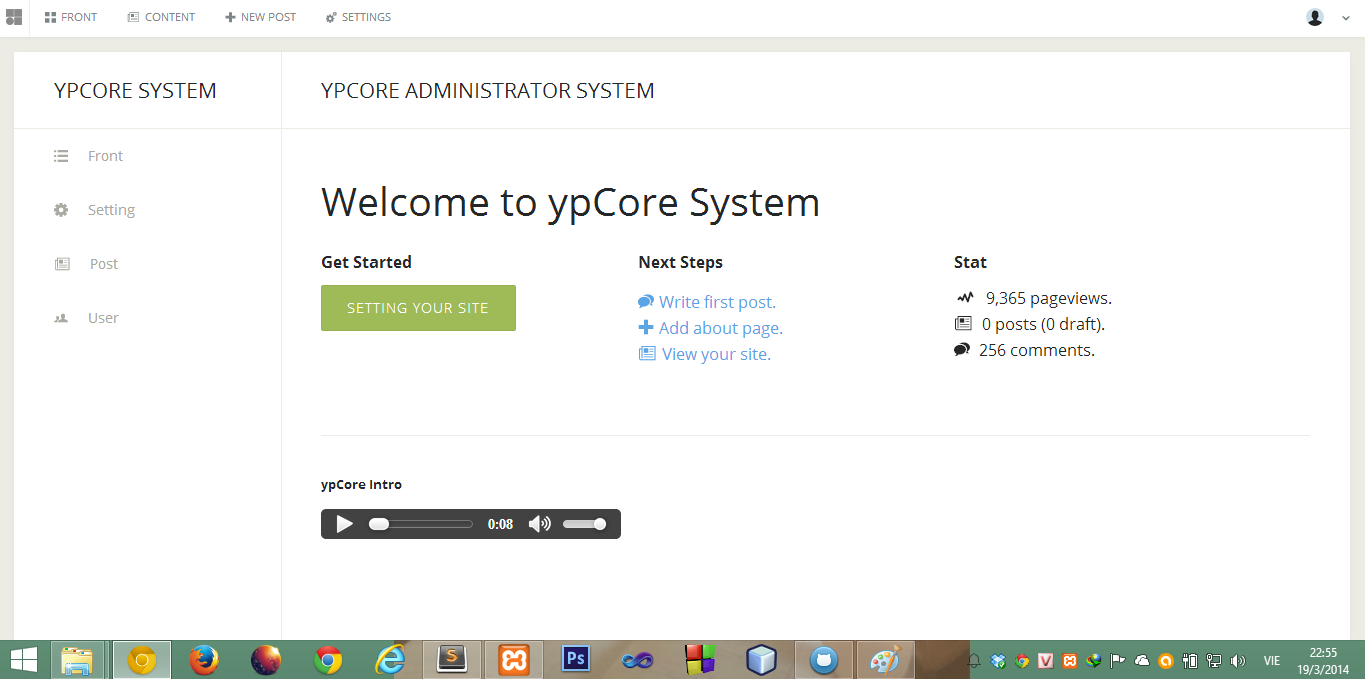 FRONT CONTENT NEW POST SETTINGS
YPCORE SYSTEM
YPCORE ADMINISTRATOR SYSTEM
Front
Setting
Post
User
Welcome to ypCore System
Get Started
SETTING YOUR SITE
Next Steps
Write first post.
Add about page.
View your site.
Stat
9,365 pageviews.
0 posts (0 draft).
256 comments.
ypCore Intro
0:08
S
Ps
V
VIE
22:55
19/3/2014